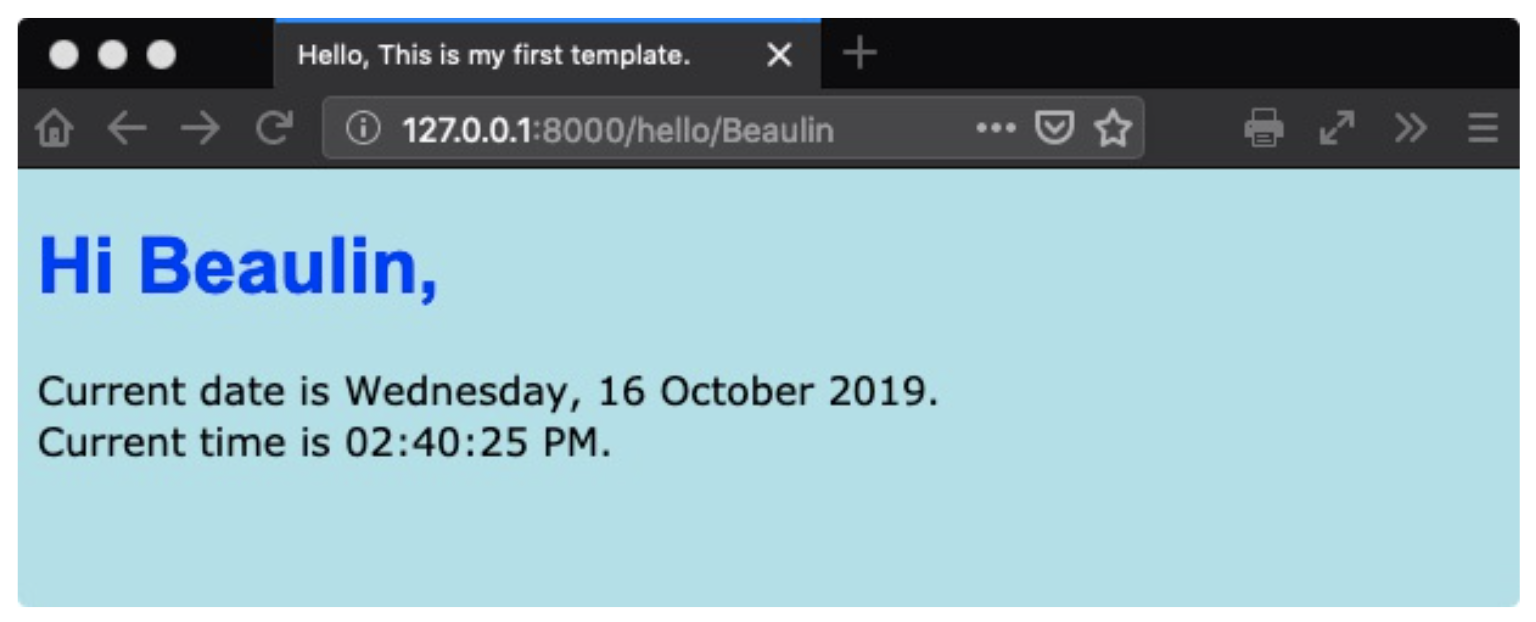 Hello, This is my first template.
127.0.0.1:8000/hello/Beaulin
Hi Beaulin,
Current date is Wednesday, 16 October 2019.
Current time is 02:40:25 PM.